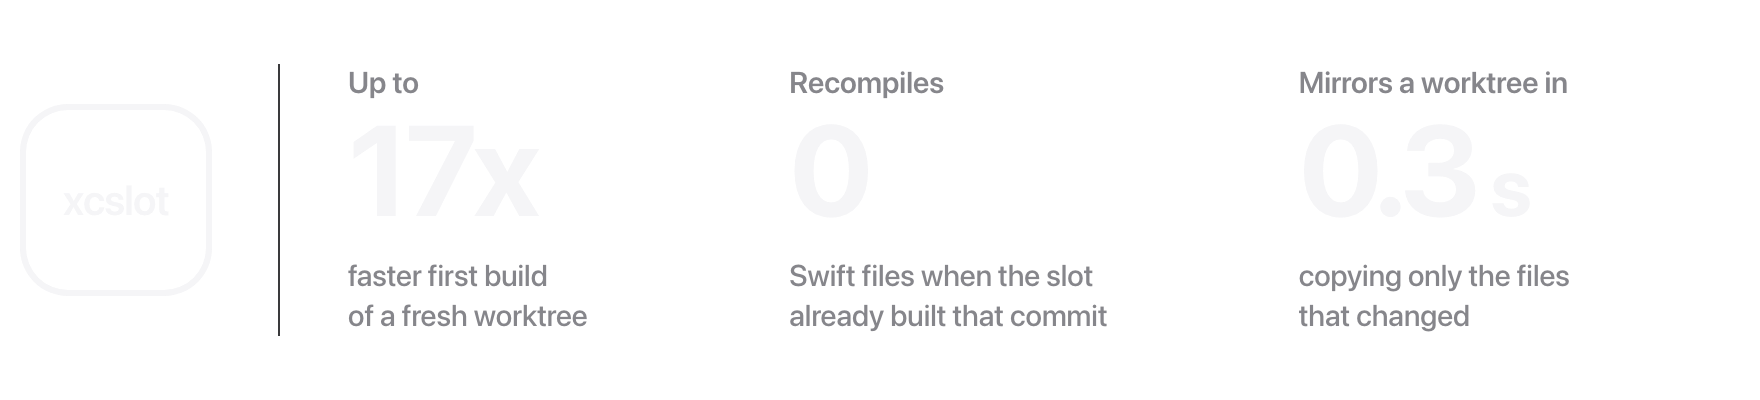 xcslot
Up to
17x
faster first build
of a fresh worktree
Recompiles
0
Swift files when the slot
already built that commit
Mirrors a worktree in
0.3 s
copying only the files
that changed